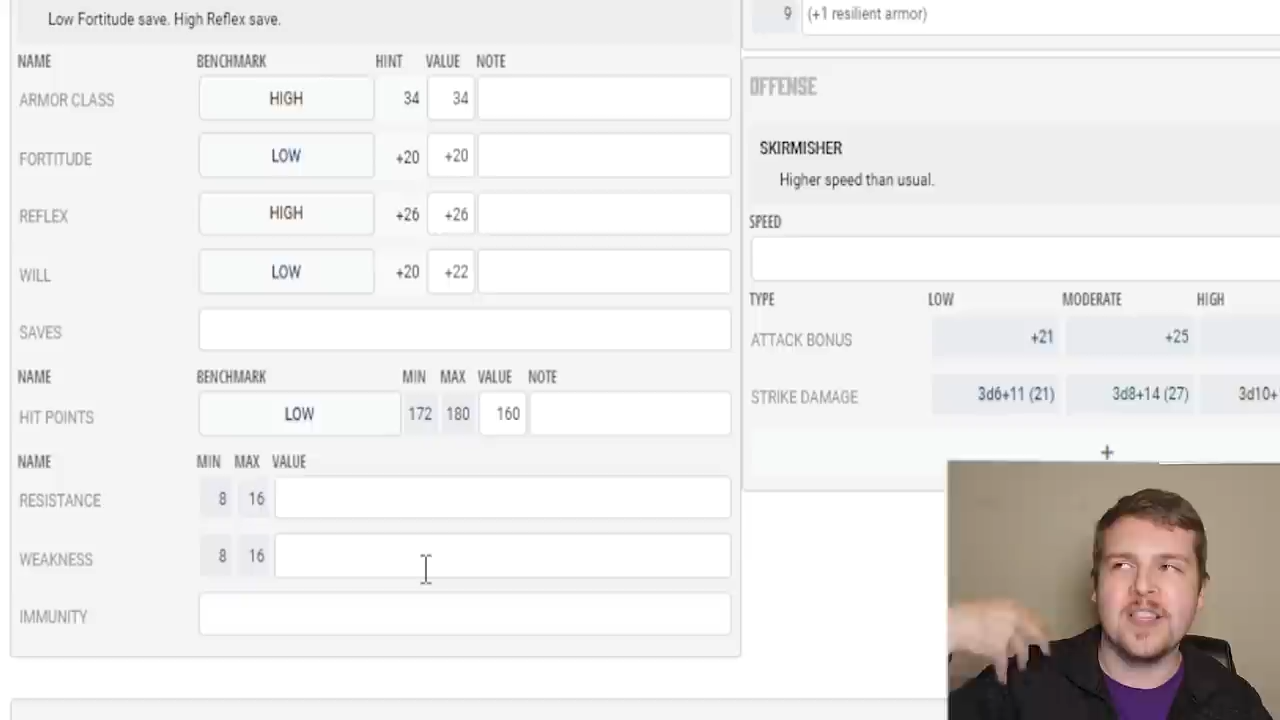 Low Fortitude save. High Reflex save.
NAME BENCHMARK HINT VALUE NOTE
ARMOR CLASS HIGH 34 34
FORTITUDE LOW +20 +20
REFLEX HIGH +26 +26
WILL LOW +20 +22
SAVES
NAME BENCHMARK MIN MAX VALUE NOTE
HIT POINTS LOW 172 180 160
NAME MIN MAX VALUE
RESISTANCE 8 16
WEAKNESS 8 16
IMMUNITY
9 (+1 resilient armor)
OFFENSE
SKIRMISHER
Higher speed than usual.
SPEED
TYPE LOW MODERATE HIGH
ATTACK BONUS +21 +25
STRIKE DAMAGE 3d6+11 (21) 3d8+14 (27) 3d10+
+